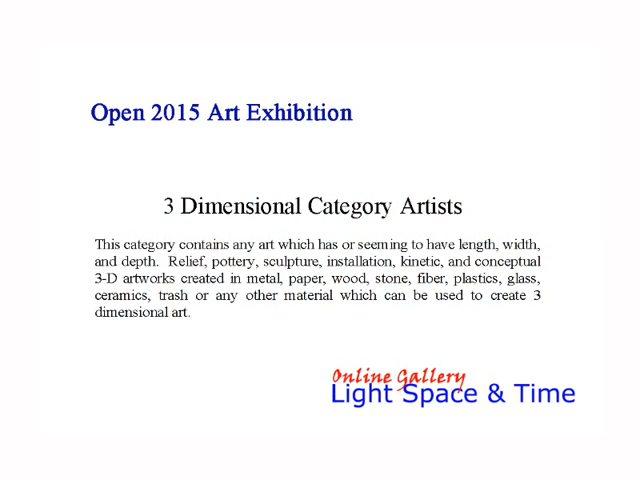 Open 2015 Art Exhibition
3 Dimensional Category Artists
This category contains any art which has or seeming to have length, width,
and depth. Relief, pottery, sculpture, installation, kinetic, and conceptual
3-D artworks created in metal, paper, wood, stone, fiber, plastics, glass,
ceramics, trash or any other material which can be used to create 3
dimensional art.
Online Gallery
Light Space & Time